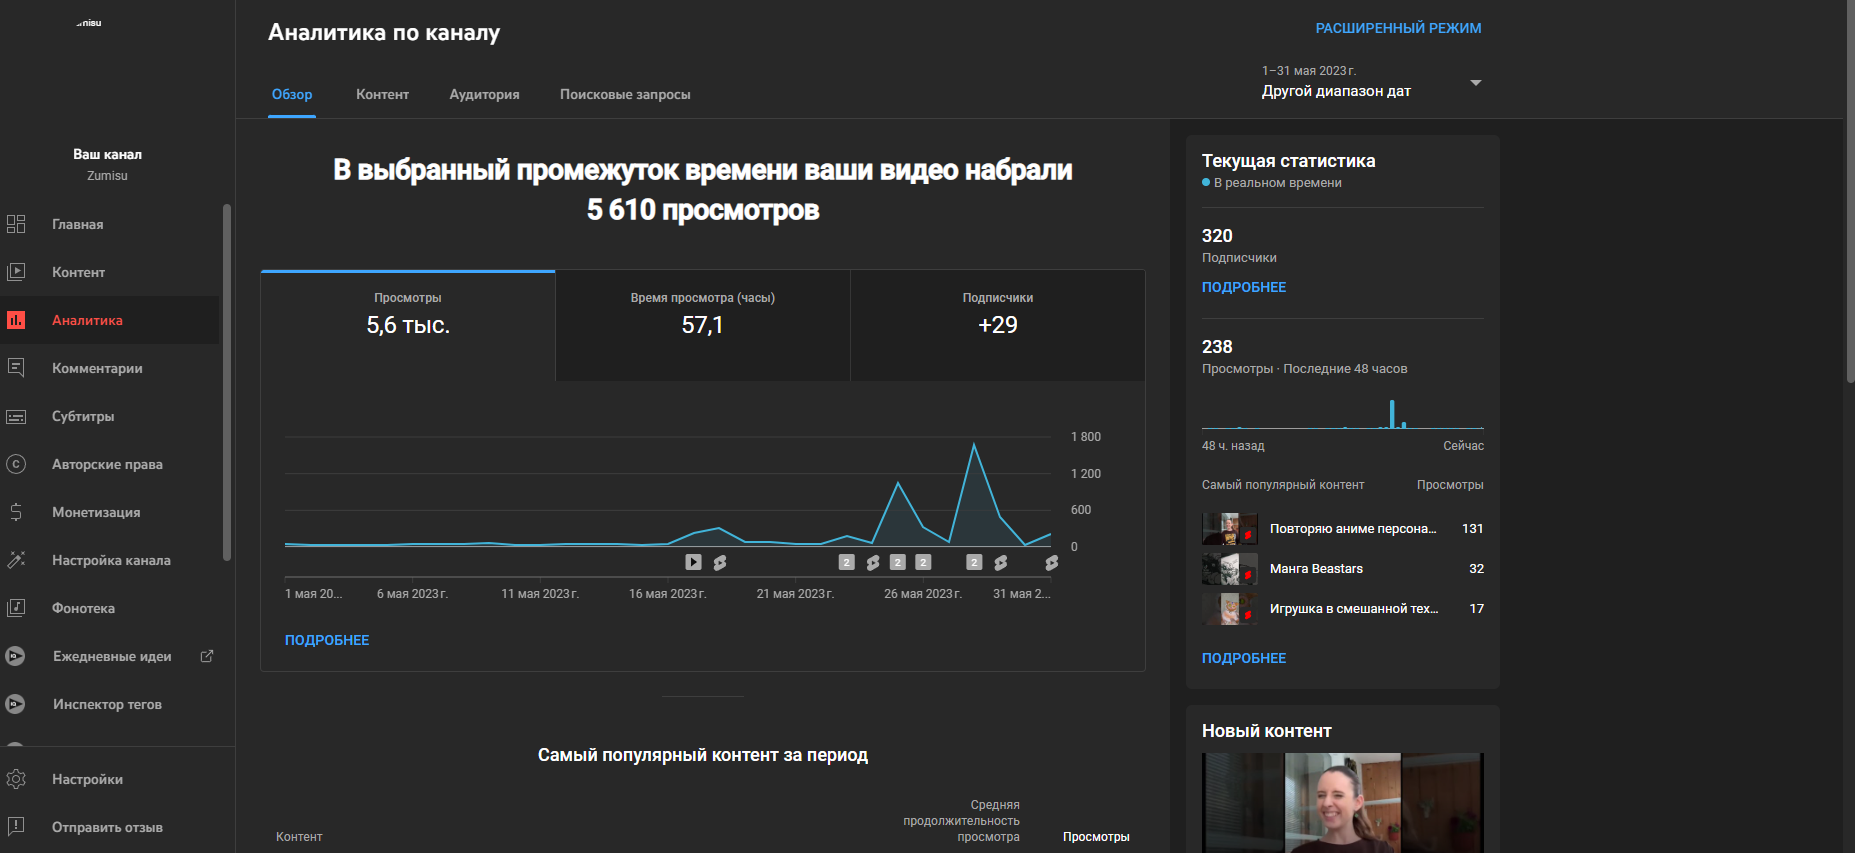 Аналитика по каналу
РАСШИРЕННЫЙ РЕЖИМ
Обзор
Контент
Аудитория
Поисковые запросы
1–31 мая 2023 г.
Другой диапазон дат
Ваш канал
Zumisu
Главная
Контент
Аналитика
Комментарии
Субтитры
Авторские права
Монетизация
Настройка канала
Фонотека
Ежедневные идеи
Инспектор тегов
Настройки
Отправить отзыв
В выбранный промежуток времени ваши видео набрали
5 610 просмотров
Просмотры
5,6 тыс.
Время просмотра (часы)
57,1
Подписчики
+29
1 800
1 200
600
0
2
2
2
2
1 мая 20...
6 мая 2023 г.
11 мая 2023 г.
16 мая 2023 г.
21 мая 2023 г.
26 мая 2023 г.
31 мая 2...
ПОДРОБНЕЕ
Самый популярный контент за период
Контент
Средняя
продолжительность
просмотра
Просмотры
Текущая статистика
В реальном времени
320
Подписчики
ПОДРОБНЕЕ
238
Просмотры · Последние 48 часов
48 ч. назад
Сейчас
Самый популярный контент
Просмотры
Повторяю аниме персона...
131
Манга Beastars
32
Игрушка в смешанной тех...
17
ПОДРОБНЕЕ
Новый контент